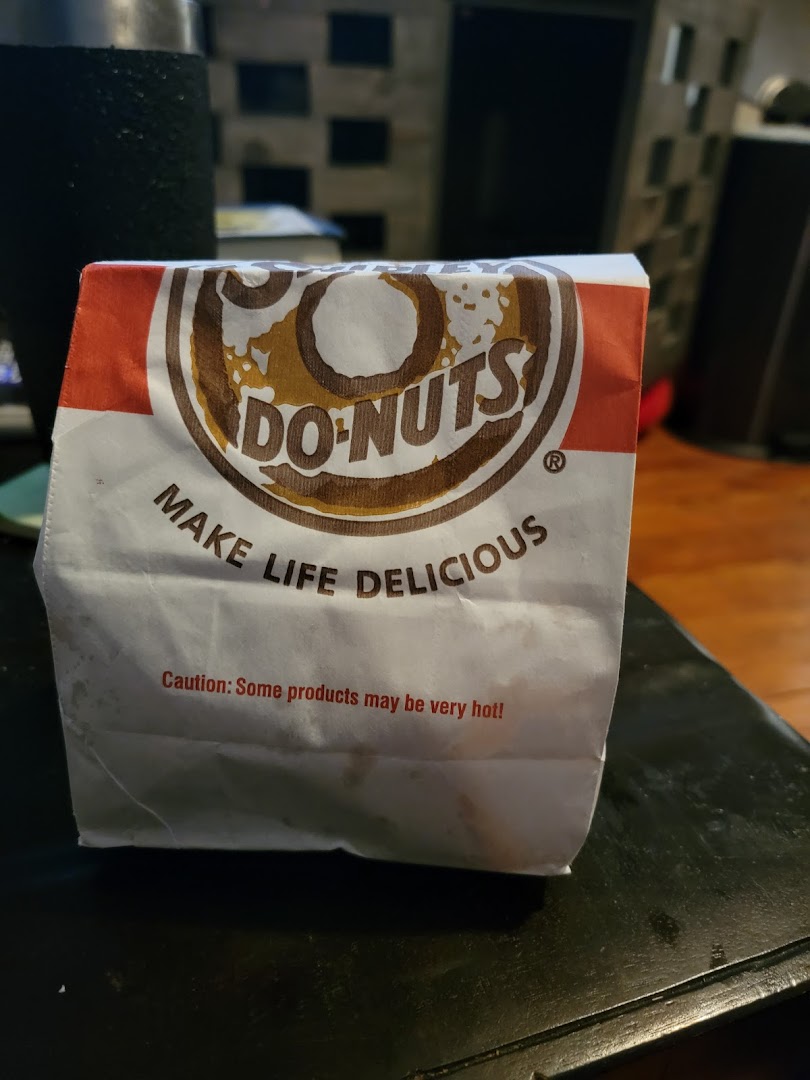 DO-NUTS
®
MAKE LIFE DELICIOUS
Caution: Some products may be very hot!